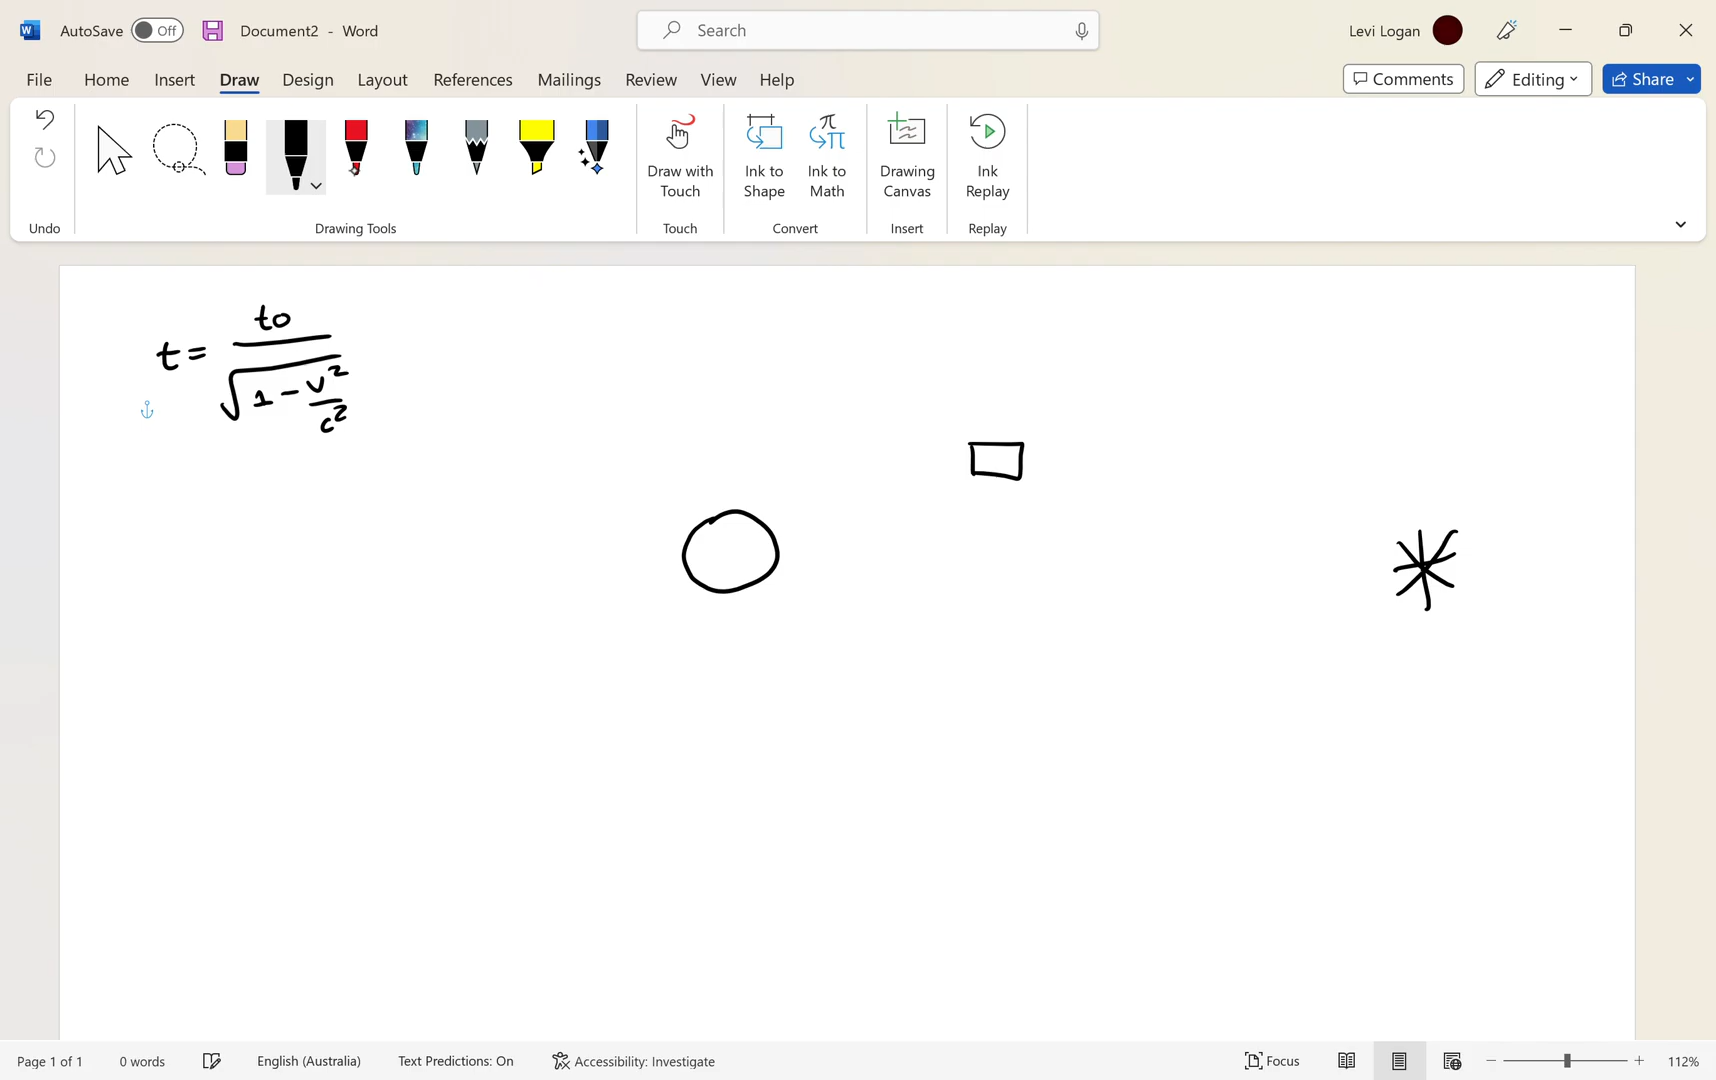 AutoSave Off Document2 - Word Search Levi Logan
File Home Insert Draw Design Layout References Mailings Review View Help Comments Editing Share
Draw with Touch
Ink to Shape
Ink to Math
Drawing Canvas
Ink Replay
Undo Drawing Tools Touch Convert Insert Replay
t = to / √1 - v² / c²
Page 1 of 1 0 words English (Australia) Text Predictions: On Accessibility: Investigate Focus 112%